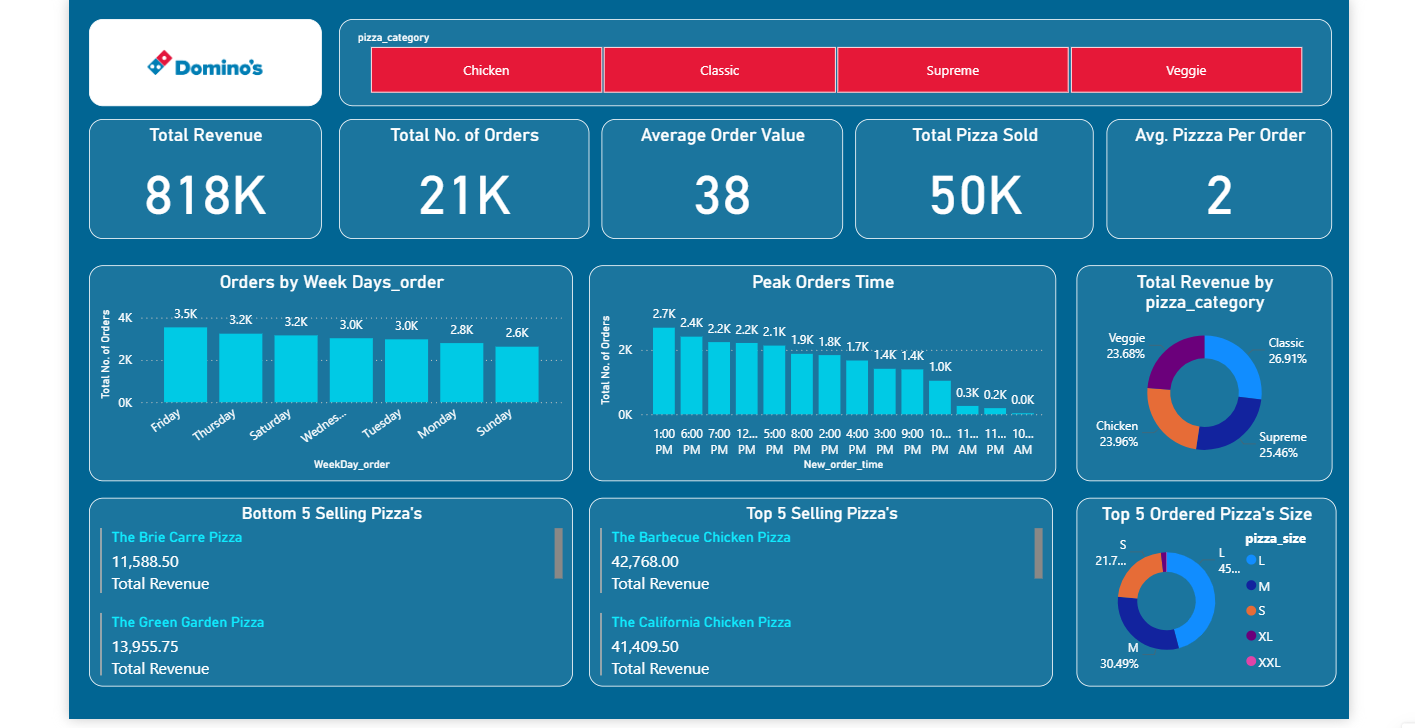 Domino's
pizza_category
Chicken
Classic
Supreme
Veggie
Total Revenue
818K
Total No. of Orders
21K
Average Order Value
38
Total Pizza Sold
50K
Avg. Pizzza Per Order
2
Orders by Week Days_order
Total No. of Orders
4K
2K
0K
3.5K
3.2K
3.2K
3.0K
3.0K
2.8K
2.6K
Friday
Thursday
Saturday
Wednes...
Tuesday
Monday
Sunday
WeekDay_order
Peak Orders Time
Total No. of Orders
2K
0K
2.7K
2.4K
2.2K
2.2K
2.1K
1.9K
1.8K
1.7K
1.4K
1.4K
1.0K
0.3K
0.2K
0.0K
1:00 PM
6:00 PM
7:00 PM
12... PM
5:00 PM
8:00 PM
2:00 PM
4:00 PM
3:00 PM
9:00 PM
10... PM
11... AM
11... PM
10... AM
New_order_time
Total Revenue by
pizza_category
Veggie
23.68%
Classic
26.91%
Chicken
23.96%
Supreme
25.46%
Bottom 5 Selling Pizza's
The Brie Carre Pizza
11,588.50
Total Revenue
The Green Garden Pizza
13,955.75
Total Revenue
Top 5 Selling Pizza's
The Barbecue Chicken Pizza
42,768.00
Total Revenue
The California Chicken Pizza
41,409.50
Total Revenue
Top 5 Ordered Pizza's Size
S
21.7...
L
45...
M
30.49%
pizza_size
L
M
S
XL
XXL